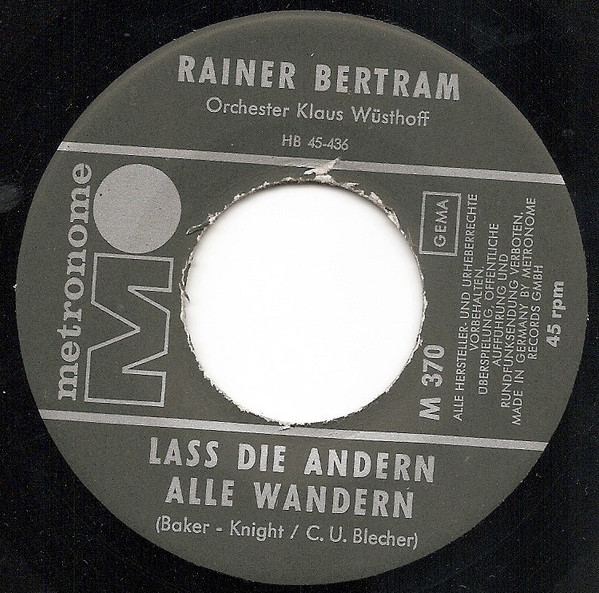 RAINER BERTRAM
Orchester Klaus Wüsthoff
HB 45-436
metronome
M
GEMA
M 370
ALLE HERSTELLER- UND URHEBERRECHTE
VORBEHALTEN.
ÜBERSPIELUNG, ÖFFENTLICHE
AUFFÜHRUNG UND
RUNDFUNKSENDUNG VERBOTEN.
MADE IN GERMANY BY METRONOME
RECORDS GMBH
45 rpm
LASS DIE ANDERN
ALLE WANDERN
(Baker - Knight / C. U. Blecher)